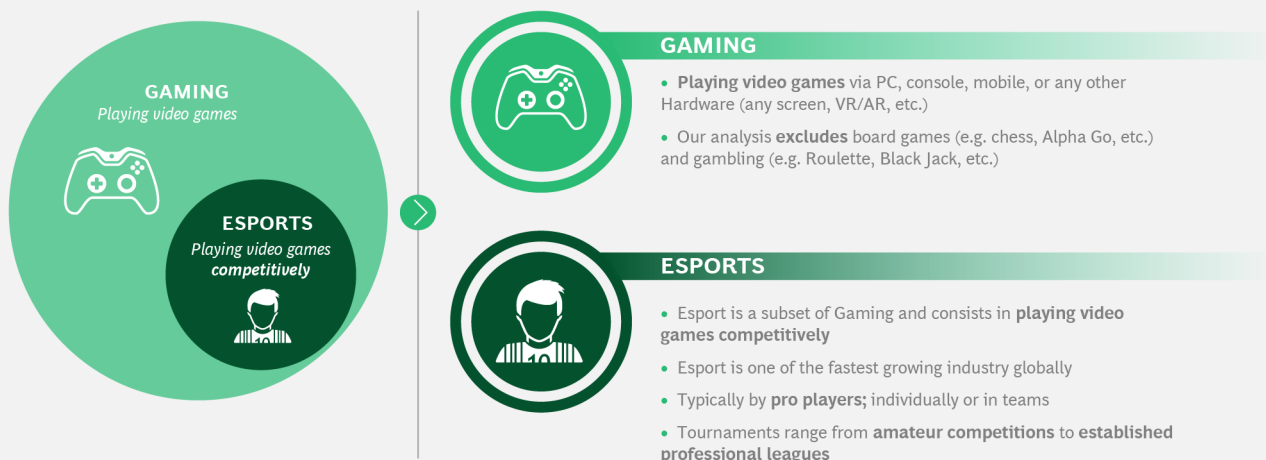 GAMING
Playing video games
ESPORTS
Playing video games
competitively
GAMING
• Playing video games via PC, console, mobile, or any other
Hardware (any screen, VR/AR, etc.)
• Our analysis excludes board games (e.g. chess, Alpha Go, etc.)
and gambling (e.g. Roulette, Black Jack, etc.)
ESPORTS
• Esport is a subset of Gaming and consists in playing video
games competitively
• Esport is one of the fastest growing industry globally
• Typically by pro players; individually or in teams
• Tournaments range from amateur competitions to established
professional leagues